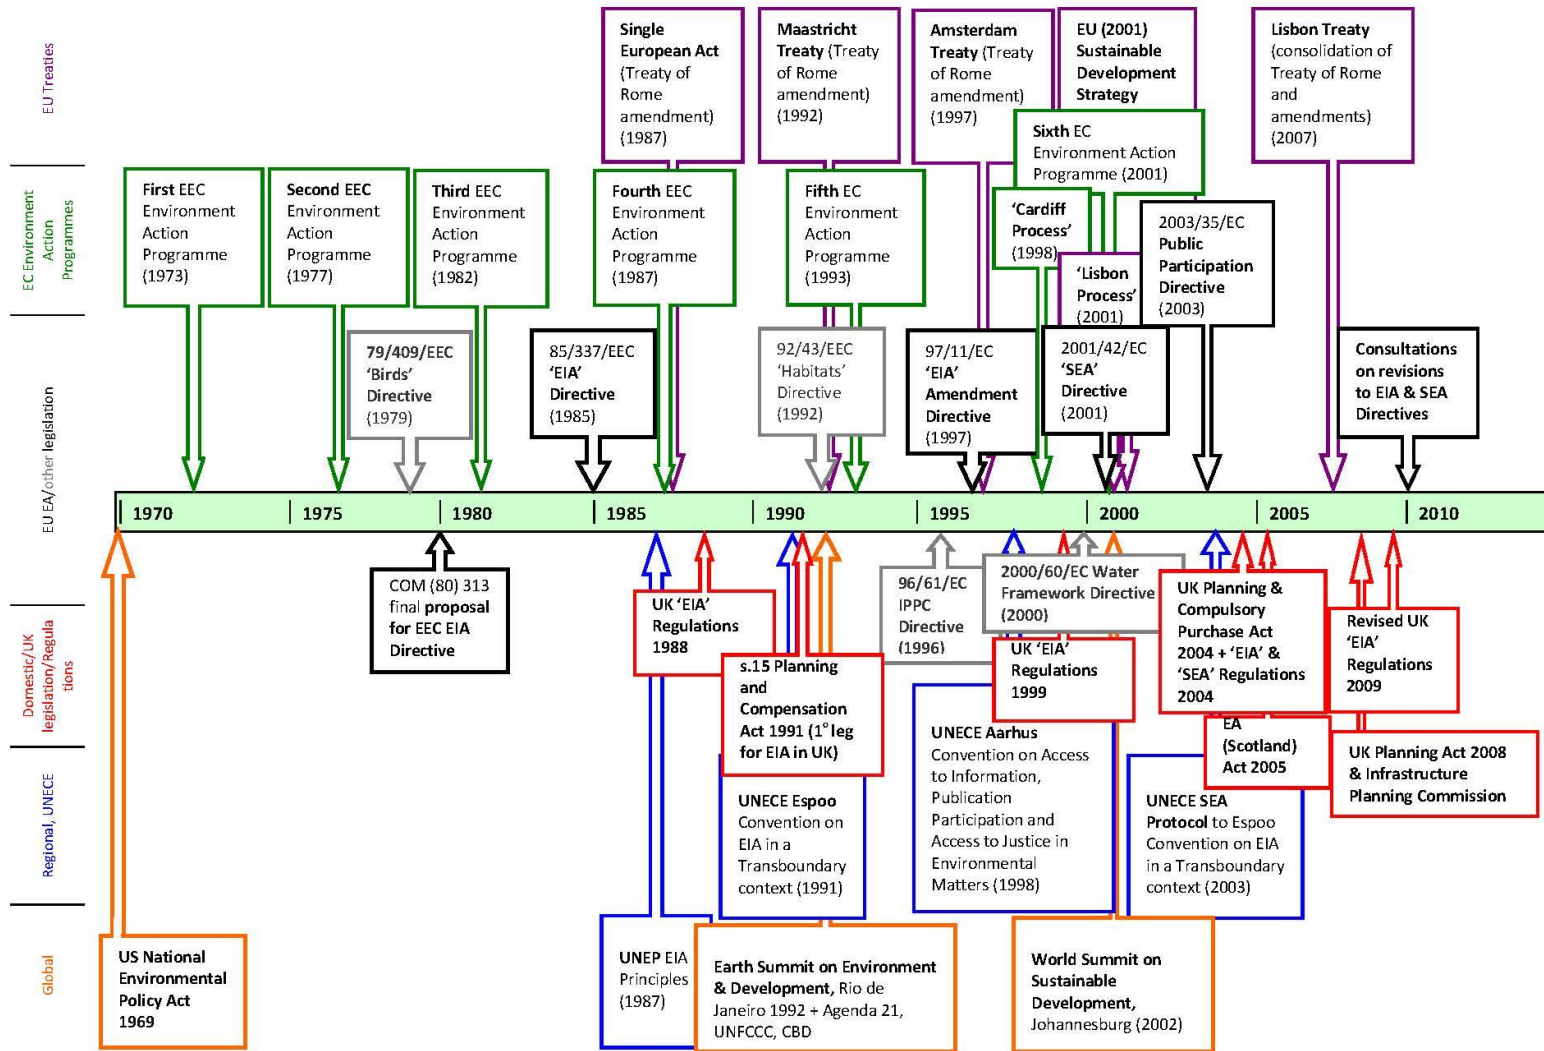 EU Treaties
Single
European Act
(Treaty of
Rome
amendment)
(1987)
Maastricht
Treaty (Treaty
of Rome
amendment)
(1992)
Amsterdam
Treaty (Treaty
of Rome
amendment)
(1997)
EU (2001)
Sustainable
Development
Strategy
Lisbon Treaty
(consolidation of
Treaty of Rome
and
amendments)
(2007)
EC Environment
Action
Programmes
First EEC
Environment
Action
Programme
(1973)
Second EEC
Environment
Action
Programme
(1977)
Third EEC
Environment
Action
Programme
(1982)
Fourth EEC
Environment
Action
Programme
(1987)
Fifth EC
Environment
Action
Programme
(1993)
Sixth EC
Environment Action
Programme (2001)
‘Cardiff
Process’
(1998)
‘Lisbon
Process’
(2001)
2003/35/EC
Public
Participation
Directive
(2003)
EU EA/other legislation
79/409/EEC
‘Birds’
Directive
(1979)
85/337/EEC
‘EIA’
Directive
(1985)
92/43/EEC
‘Habitats’
Directive
(1992)
97/11/EC
‘EIA’
Amendment
Directive
(1997)
2001/42/EC
‘SEA’
Directive
(2001)
Consultations
on revisions
to EIA & SEA
Directives
1970
1975
1980
1985
1990
1995
2000
2005
2010
COM (80) 313
final proposal
for EEC EIA
Directive
Domestic/UK
legislation/Regula
tions
UK ‘EIA’
Regulations
1988
s.15 Planning
and
Compensation
Act 1991 (1° leg
for EIA in UK)
96/61/EC
IPPC
Directive
(1996)
2000/60/EC Water
Framework Directive
(2000)
UK ‘EIA’
Regulations
1999
UK Planning &
Compulsory
Purchase Act
2004 + ‘EIA’ &
‘SEA’ Regulations
2004
EA
(Scotland)
Act 2005
Revised UK
‘EIA’
Regulations
2009
UK Planning Act 2008
& Infrastructure
Planning Commission
Regional, UNECE
UNECE Espoo
Convention on
EIA in a
Transboundary
context (1991)
UNECE Aarhus
Convention on Access
to Information,
Publication
Participation and
Access to Justice in
Environmental
Matters (1998)
UNECE SEA
Protocol to Espoo
Convention on EIA
in a Transboundary
context (2003)
Global
US National
Environmental
Policy Act
1969
UNEP EIA
Principles
(1987)
Earth Summit on Environment
& Development, Rio de
Janeiro 1992 + Agenda 21,
UNFCCC, CBD
World Summit on
Sustainable
Development,
Johannesburg (2002)